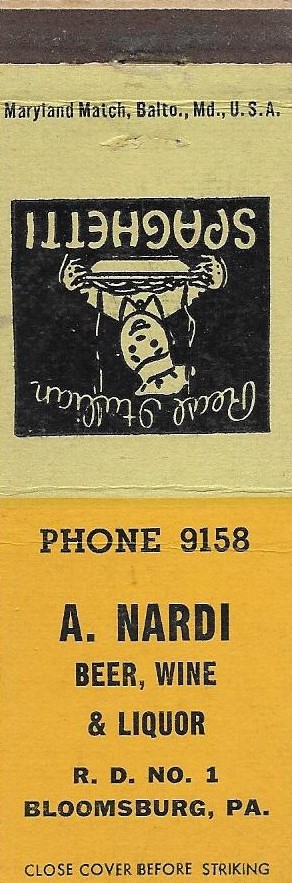 Maryland Match, Balto., Md., U.S.A.
Real Italian
SPAGHETTI
PHONE 9158
A. NARDI
BEER, WINE
& LIQUOR
R. D. NO. 1
BLOOMSBURG, PA.
CLOSE COVER BEFORE STRIKING